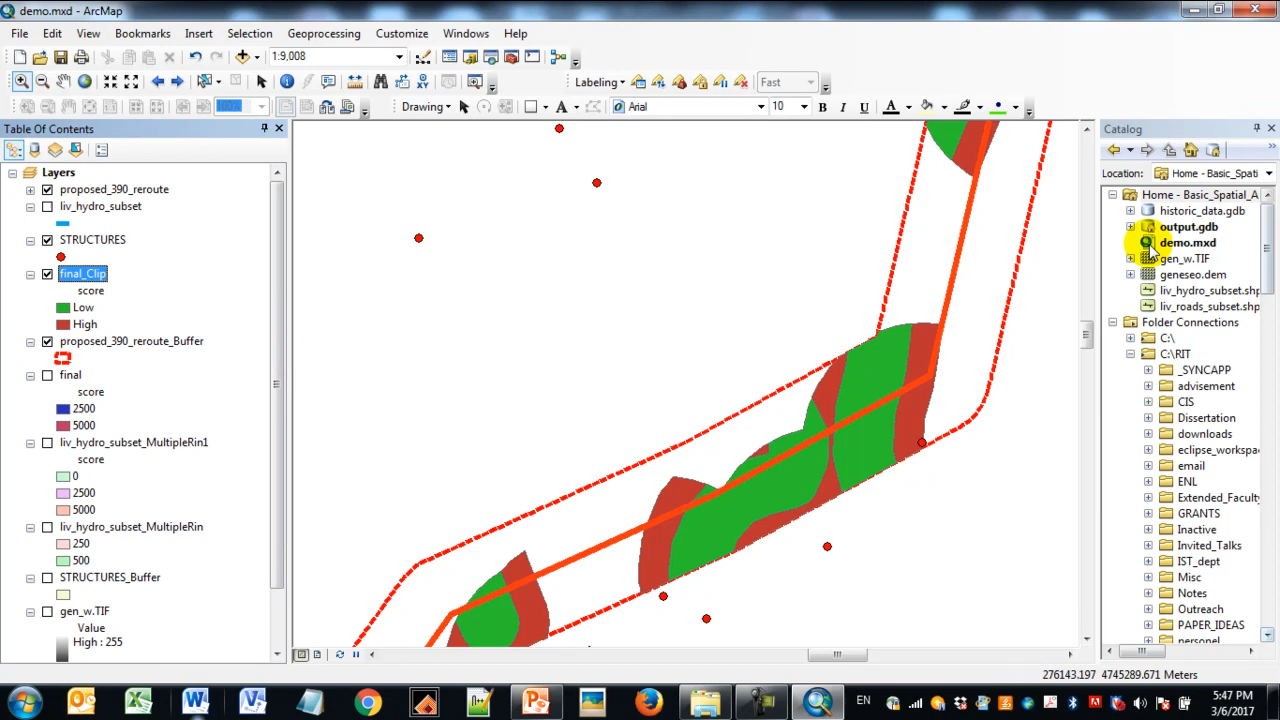 demo.mxd - ArcMap
File Edit View Bookmarks Insert Selection Geoprocessing Customize Windows Help
1:9,008
Labeling Fast
100%
Drawing Arial 10 B I U A
Table Of Contents
Layers
proposed_390_reroute
liv_hydro_subset
STRUCTURES
final_Clip
score
Low
High
proposed_390_reroute_Buffer
final
score
2500
5000
liv_hydro_subset_MultipleRin1
score
0
2500
5000
liv_hydro_subset_MultipleRin
250
500
STRUCTURES_Buffer
gen_w.TIF
Value
High : 255
Catalog
Location: Home - Basic_Spati
Home - Basic_Spatial_A
historic_data.gdb
output.gdb
demo.mxd
gen_w.TIF
geneseo.dem
liv_hydro_subset.shp
liv_roads_subset.shp
Folder Connections
C:\
C:\RIT
_SYNCAPP
advisement
CIS
Dissertation
downloads
eclipse_workspa
email
ENL
Extended_Faculty
GRANTS
Inactive
Invited_Talks
IST_dept
Misc
Notes
Outreach
PAPER_IDEAS
personel
276143.197 4745289.671 Meters
EN
5:47 PM
3/6/2017